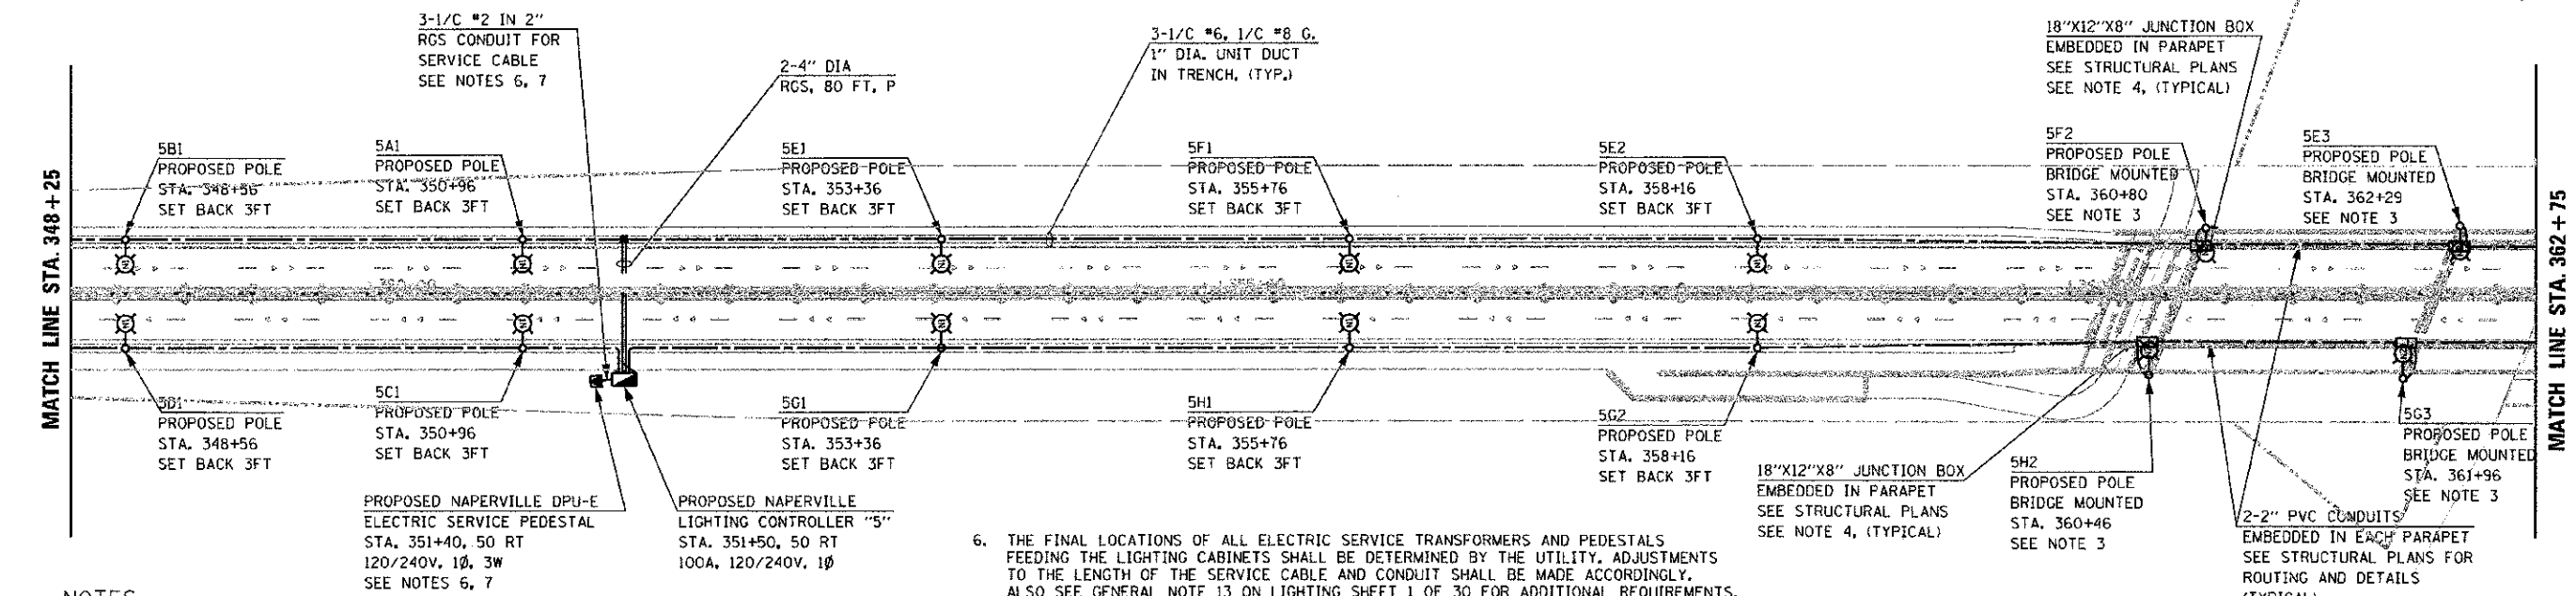 3-1/C #2 IN 2"
RGS CONDUIT FOR
SERVICE CABLE
SEE NOTES 6, 7
2-4" DIA
RGS, 80 FT, P
3-1/C #6, 1/C #8 G.
1" DIA. UNIT DUCT
IN TRENCH, (TYP.)
18"X12"X8" JUNCTION BOX
EMBEDDED IN PARAPET
SEE STRUCTURAL PLANS
SEE NOTE 4, (TYPICAL)
MATCH LINE STA. 348+25
5B1
PROPOSED POLE
STA. 348+56
SET BACK 3FT
5A1
PROPOSED POLE
STA. 350+96
SET BACK 3FT
5E1
PROPOSED POLE
STA. 353+36
SET BACK 3FT
5F1
PROPOSED POLE
STA. 355+76
SET BACK 3FT
5E2
PROPOSED POLE
STA. 358+16
SET BACK 3FT
5F2
PROPOSED POLE
BRIDGE MOUNTED
STA. 360+80
SEE NOTE 3
5E3
PROPOSED POLE
BRIDGE MOUNTED
STA. 362+29
SEE NOTE 3
MATCH LINE STA. 362+75
5D1
PROPOSED POLE
STA. 348+56
SET BACK 3FT
5C1
PROPOSED POLE
STA. 350+96
SET BACK 3FT
5G1
PROPOSED POLE
STA. 353+36
SET BACK 3FT
5H1
PROPOSED POLE
STA. 355+76
SET BACK 3FT
5G2
PROPOSED POLE
STA. 358+16
SET BACK 3FT
18"X12"X8" JUNCTION BOX
EMBEDDED IN PARAPET
SEE STRUCTURAL PLANS
SEE NOTE 4, (TYPICAL)
5H2
PROPOSED POLE
BRIDGE MOUNTED
STA. 360+46
SEE NOTE 3
5G3
PROPOSED POLE
BRIDGE MOUNTED
STA. 361+96
SEE NOTE 3
2-2" PVC CONDUITS
EMBEDDED IN EACH PARAPET
SEE STRUCTURAL PLANS FOR
ROUTING AND DETAILS
(TYPICAL)
PROPOSED NAPERVILLE DPU-E
ELECTRIC SERVICE PEDESTAL
STA. 351+40, 50 RT
120/240V, 1Ø, 3W
SEE NOTES 6, 7
PROPOSED NAPERVILLE
LIGHTING CONTROLLER "5"
STA. 351+50, 50 RT
100A, 120/240V, 1Ø
6. THE FINAL LOCATIONS OF ALL ELECTRIC SERVICE TRANSFORMERS AND PEDESTALS
FEEDING THE LIGHTING CABINETS SHALL BE DETERMINED BY THE UTILITY. ADJUSTMENTS
TO THE LENGTH OF THE SERVICE CABLE AND CONDUIT SHALL BE MADE ACCORDINGLY.
ALSO SEE GENERAL NOTE 13 ON LIGHTING SHEET 1 OF 30 FOR ADDITIONAL REQUIREMENTS.
NOTES